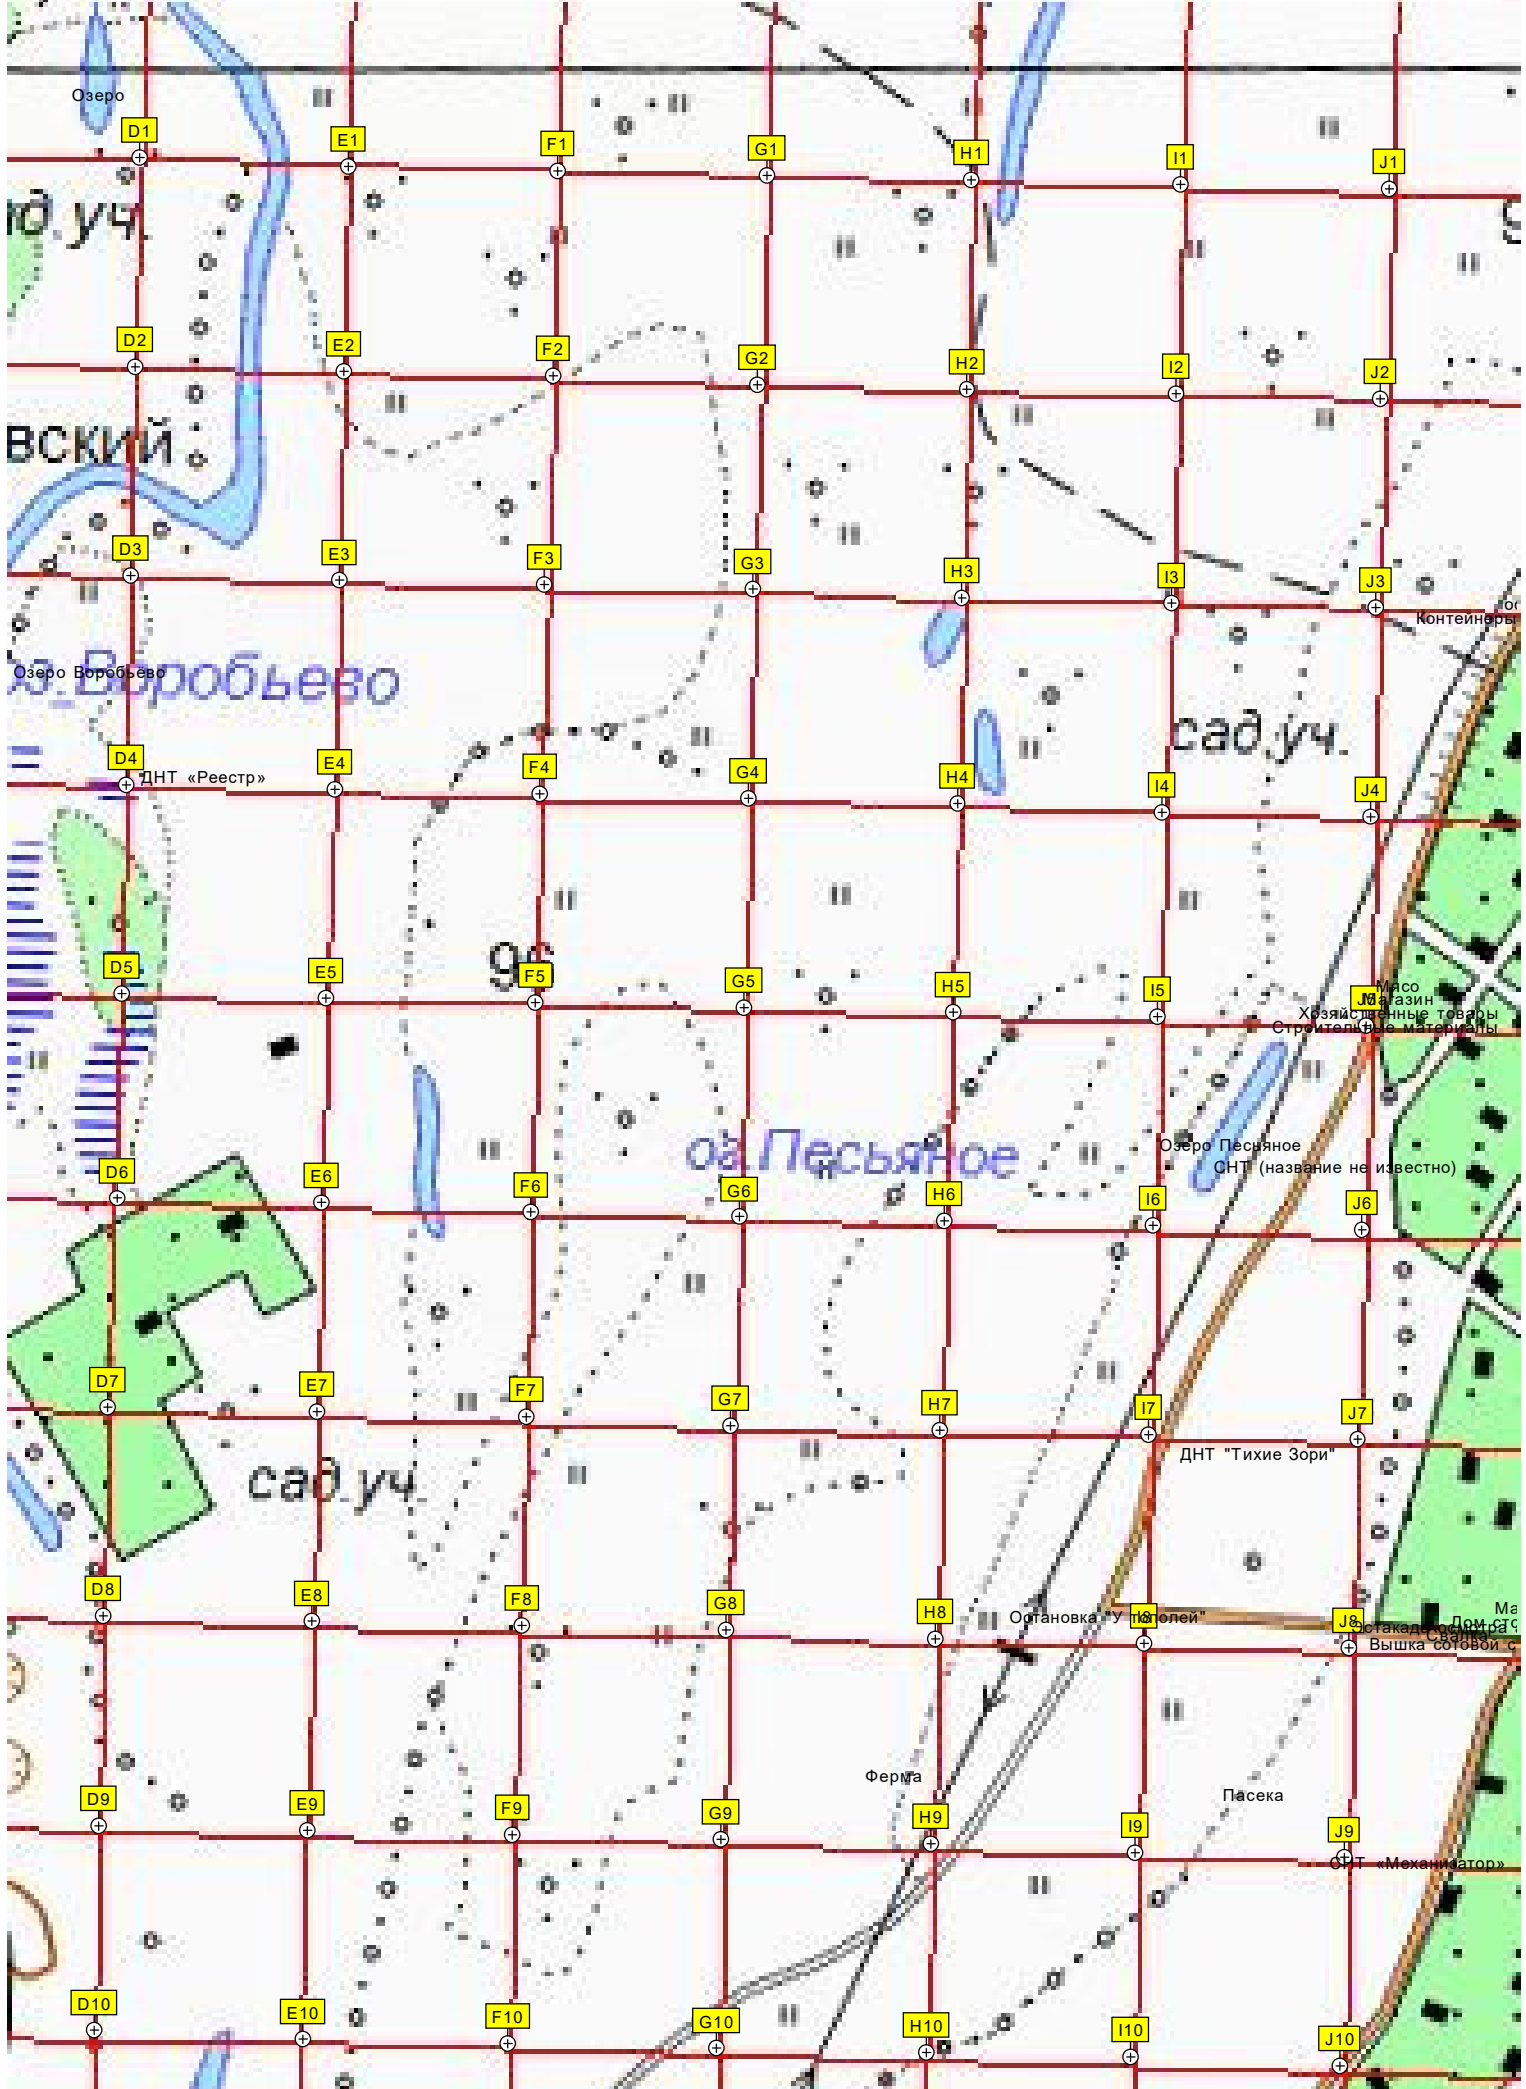 Озеро
D1
E1
F1
G1
H1
I1
J1
уч.
D2
E2
F2
G2
H2
I2
J2
вский
D3
E3
F3
G3
H3
I3
J3
Контейнеры
Озеро Воробьёво
оз. Воробьево
сад. уч.
D4
ДНТ «Реестр»
E4
F4
G4
H4
I4
J4
96
D5
E5
F5
G5
H5
I5
Мясо
Магазин
Хозяйственные товары
Строительные материалы
оз. Песьяное
Озеро Песьяное
СНТ (название не известно)
D6
E6
F6
G6
H6
I6
J6
D7
E7
F7
G7
H7
I7
J7
ДНТ "Тихие Зори"
сад. уч.
D8
E8
F8
G8
H8
Остановка "У тополей"
I8
J8
Свалка
Вышка сотовой с
Ферма
Пасека
D9
E9
F9
G9
H9
I9
J9
СНТ «Механизатор»
D10
E10
F10
G10
H10
I10
J10